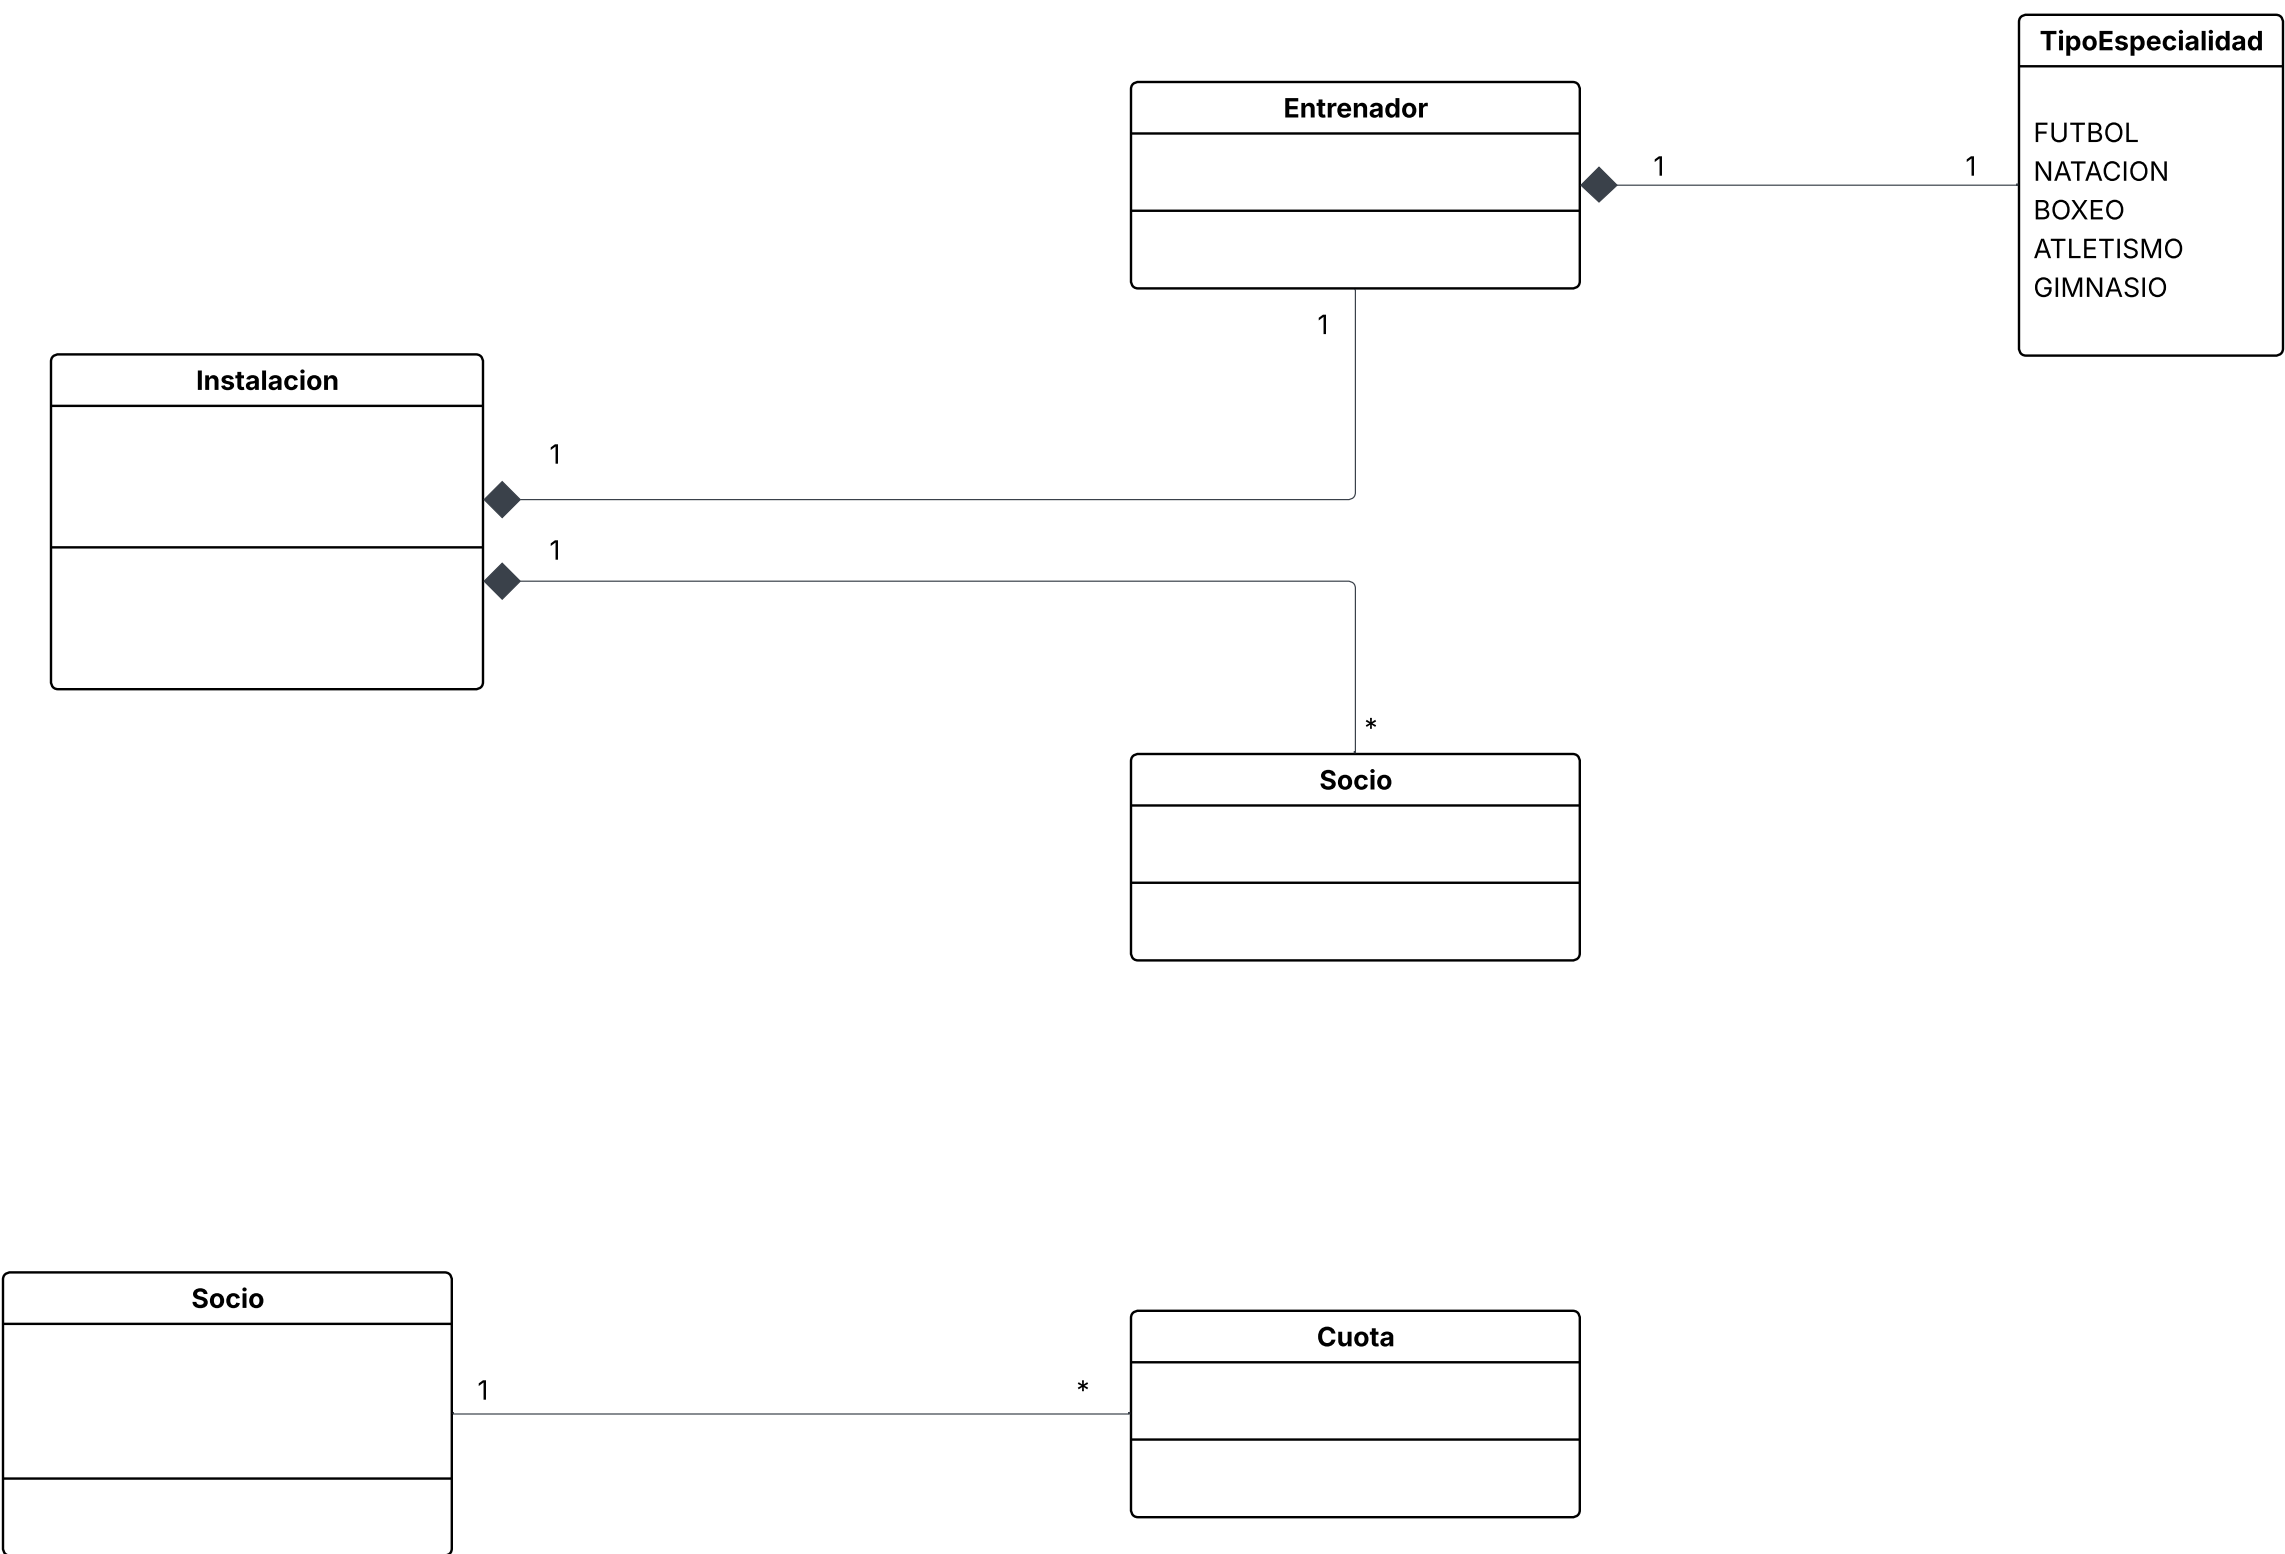 TipoEspecialidad
FUTBOL
NATACION
BOXEO
ATLETISMO
GIMNASIO
Entrenador
1
1
1
Instalacion
1
1
*
Socio
Socio
1
*
Cuota